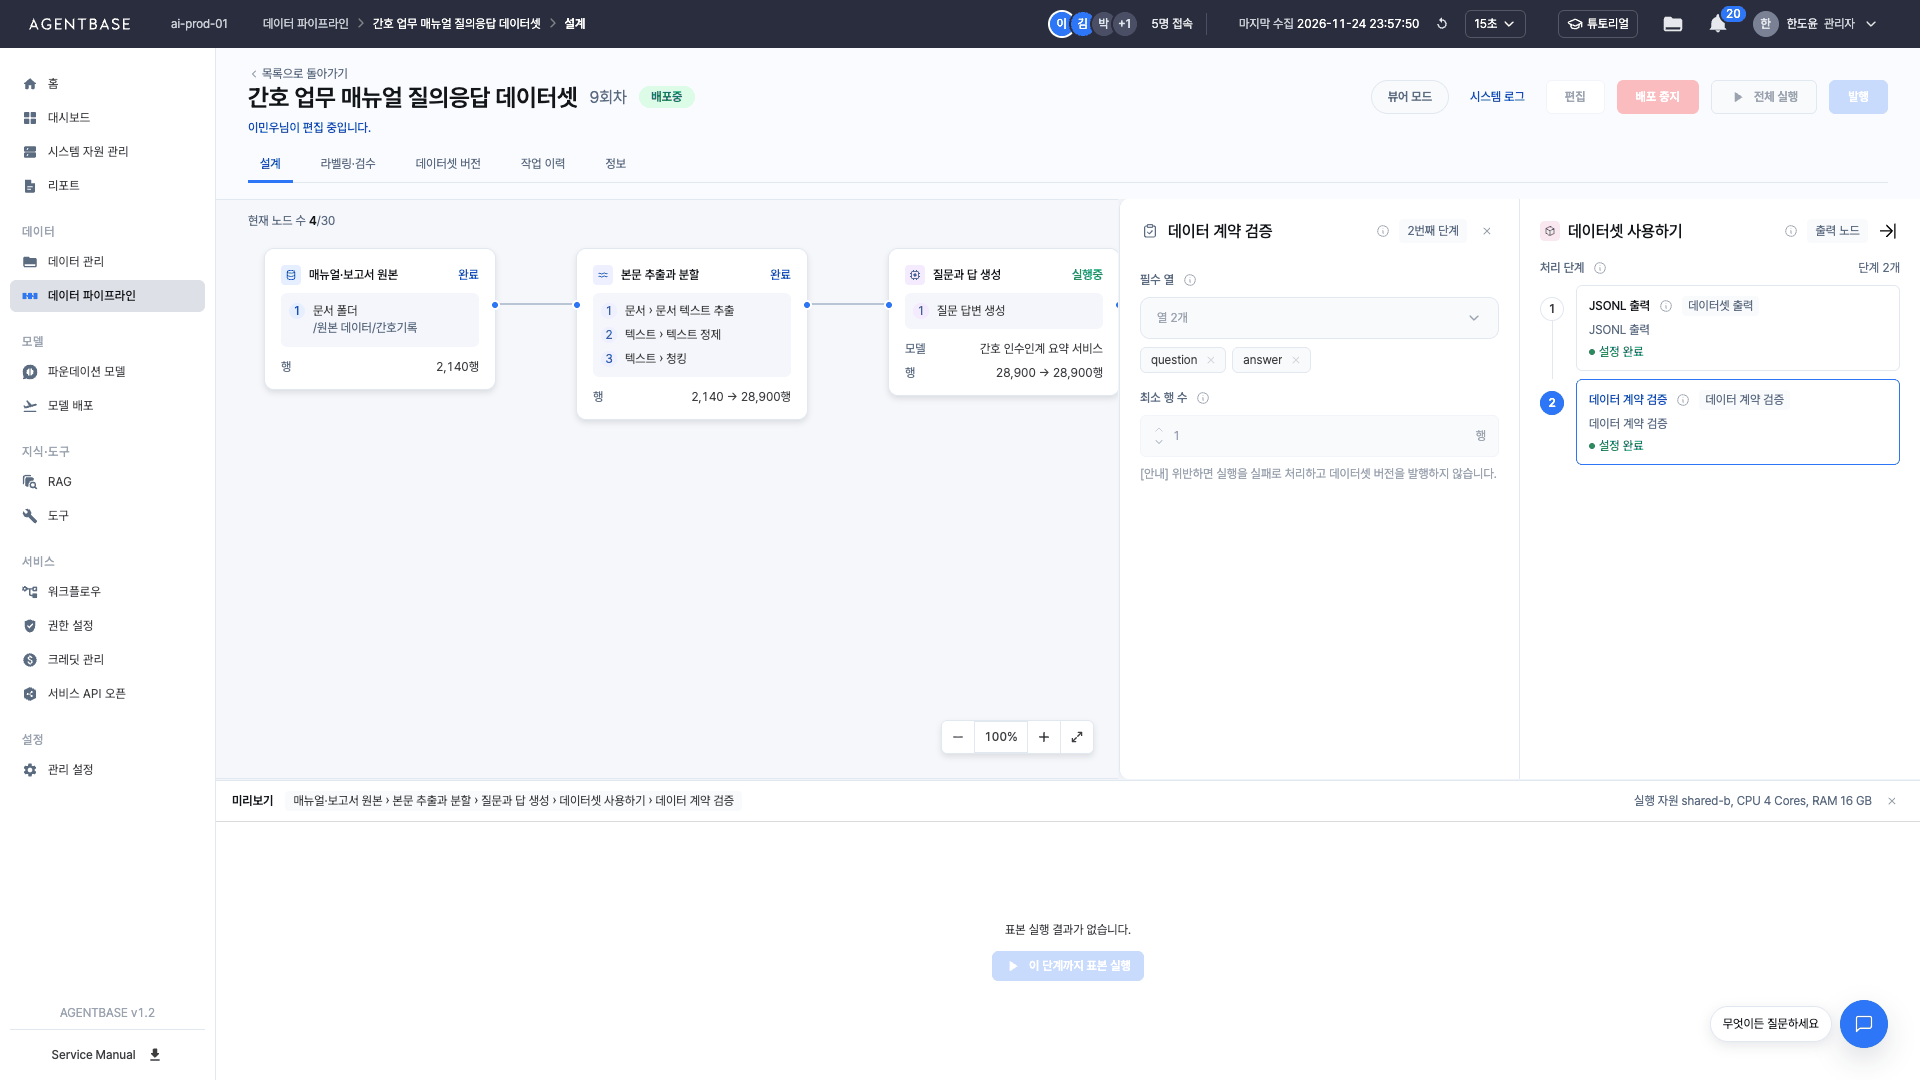 AGENTBASE
ai-prod-01
데이터 파이프라인 > 간호 업무 매뉴얼 질의응답 데이터셋 > 설계
이 김 박 +1 5명 접속
마지막 수집 2026-11-24 23:57:50
15초
튜토리얼
20
한 한도윤 관리자
홈
대시보드
시스템 자원 관리
리포트
데이터
데이터 관리
데이터 파이프라인
모델
파운데이션 모델
모델 배포
지식·도구
RAG
도구
서비스
워크플로우
권한 설정
크레딧 관리
서비스 API 오픈
설정
관리 설정
AGENTBASE v1.2
Service Manual
목록으로 돌아가기
간호 업무 매뉴얼 질의응답 데이터셋 9회차 배포중
이민우님이 편집 중입니다.
뷰어 모드
시스템 로그
편집
배포 중지
전체 실행
발행
설계 라벨링·검수 데이터셋 버전 작업 이력 정보
현재 노드 수 4/30
매뉴얼·보고서 원본 완료
1 문서 폴더
/원본 데이터/간호기록
행 2,140행
본문 추출과 분할 완료
1 문서 › 문서 텍스트 추출
2 텍스트 › 텍스트 정제
3 텍스트 › 청킹
행 2,140 → 28,900행
질문과 답 생성 실행중
1 질문 답변 생성
모델 간호 인수인계 요약 서비스
행 28,900 → 28,900행
100%
데이터 계약 검증 2번째 단계
필수 열
열 2개
question answer
최소 행 수
1 행
[안내] 위반하면 실행을 실패로 처리하고 데이터셋 버전을 발행하지 않습니다.
데이터셋 사용하기 출력 노드
처리 단계 단계 2개
1 JSONL 출력 데이터셋 출력
JSONL 출력
설정 완료
2 데이터 계약 검증 데이터 계약 검증
데이터 계약 검증
설정 완료
미리보기 매뉴얼·보고서 원본 › 본문 추출과 분할 › 질문과 답 생성 › 데이터셋 사용하기 › 데이터 계약 검증
실행 자원 shared-b, CPU 4 Cores, RAM 16 GB
표본 실행 결과가 없습니다.
이 단계까지 표본 실행
무엇이든 질문하세요